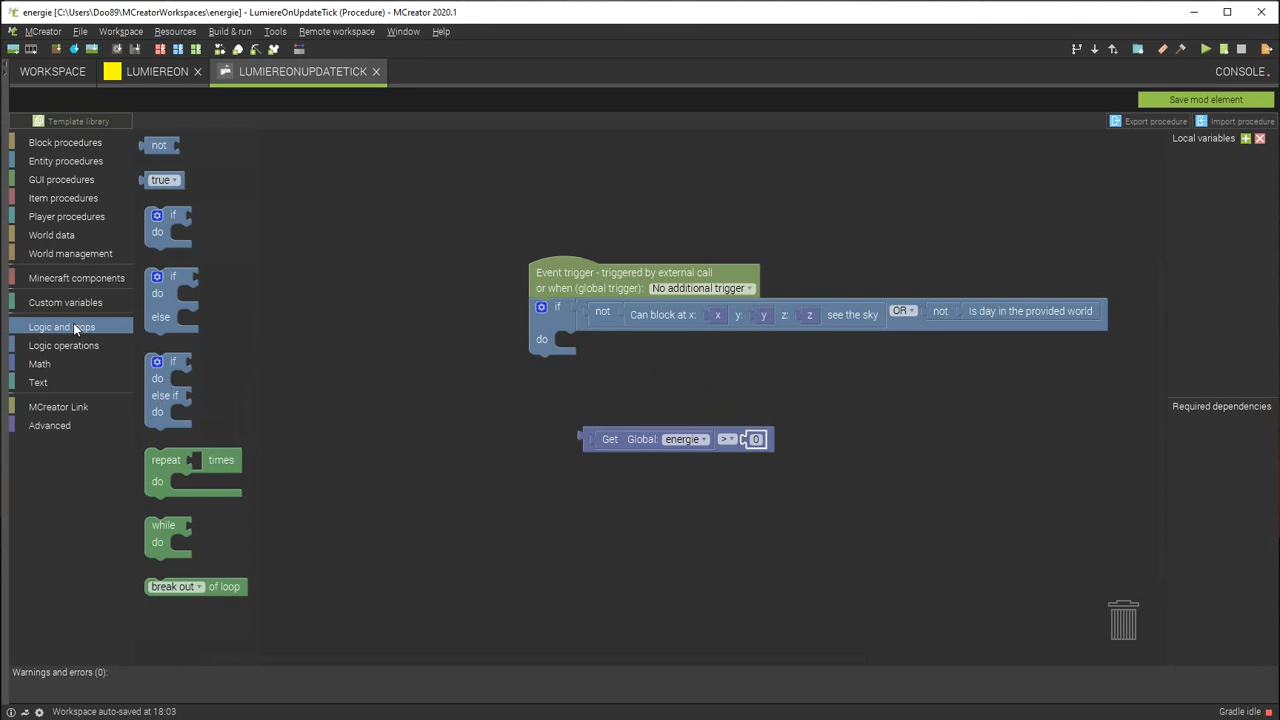 energie [C:\Users\Doo89\MCreatorWorkspaces\energie] - LumiereOnUpdateTick (Procedure) - MCreator 2020.1
MCreator File Workspace Resources Build & run Tools Remote workspace Window Help
WORKSPACE LUMIEREON LUMIEREONUPDATETICK CONSOLE
Save mod element
Template library
Export procedure Import procedure
Block procedures
Entity procedures
GUI procedures
Item procedures
Player procedures
World data
World management
Minecraft components
Custom variables
Logic and loops
Logic operations
Math
Text
MCreator Link
Advanced
not
true
if
do
if
do
else
if
do
else if
do
repeat times
do
while
do
break out of loop
Event trigger - triggered by external call
or when (global trigger): No additional trigger
if not Can block at x: x y: y z: z see the sky OR not Is day in the provided world
do
Get Global: energie > 0
Local variables
Required dependencies
Warnings and errors (0):
Workspace auto-saved at 18:03
Gradle idle